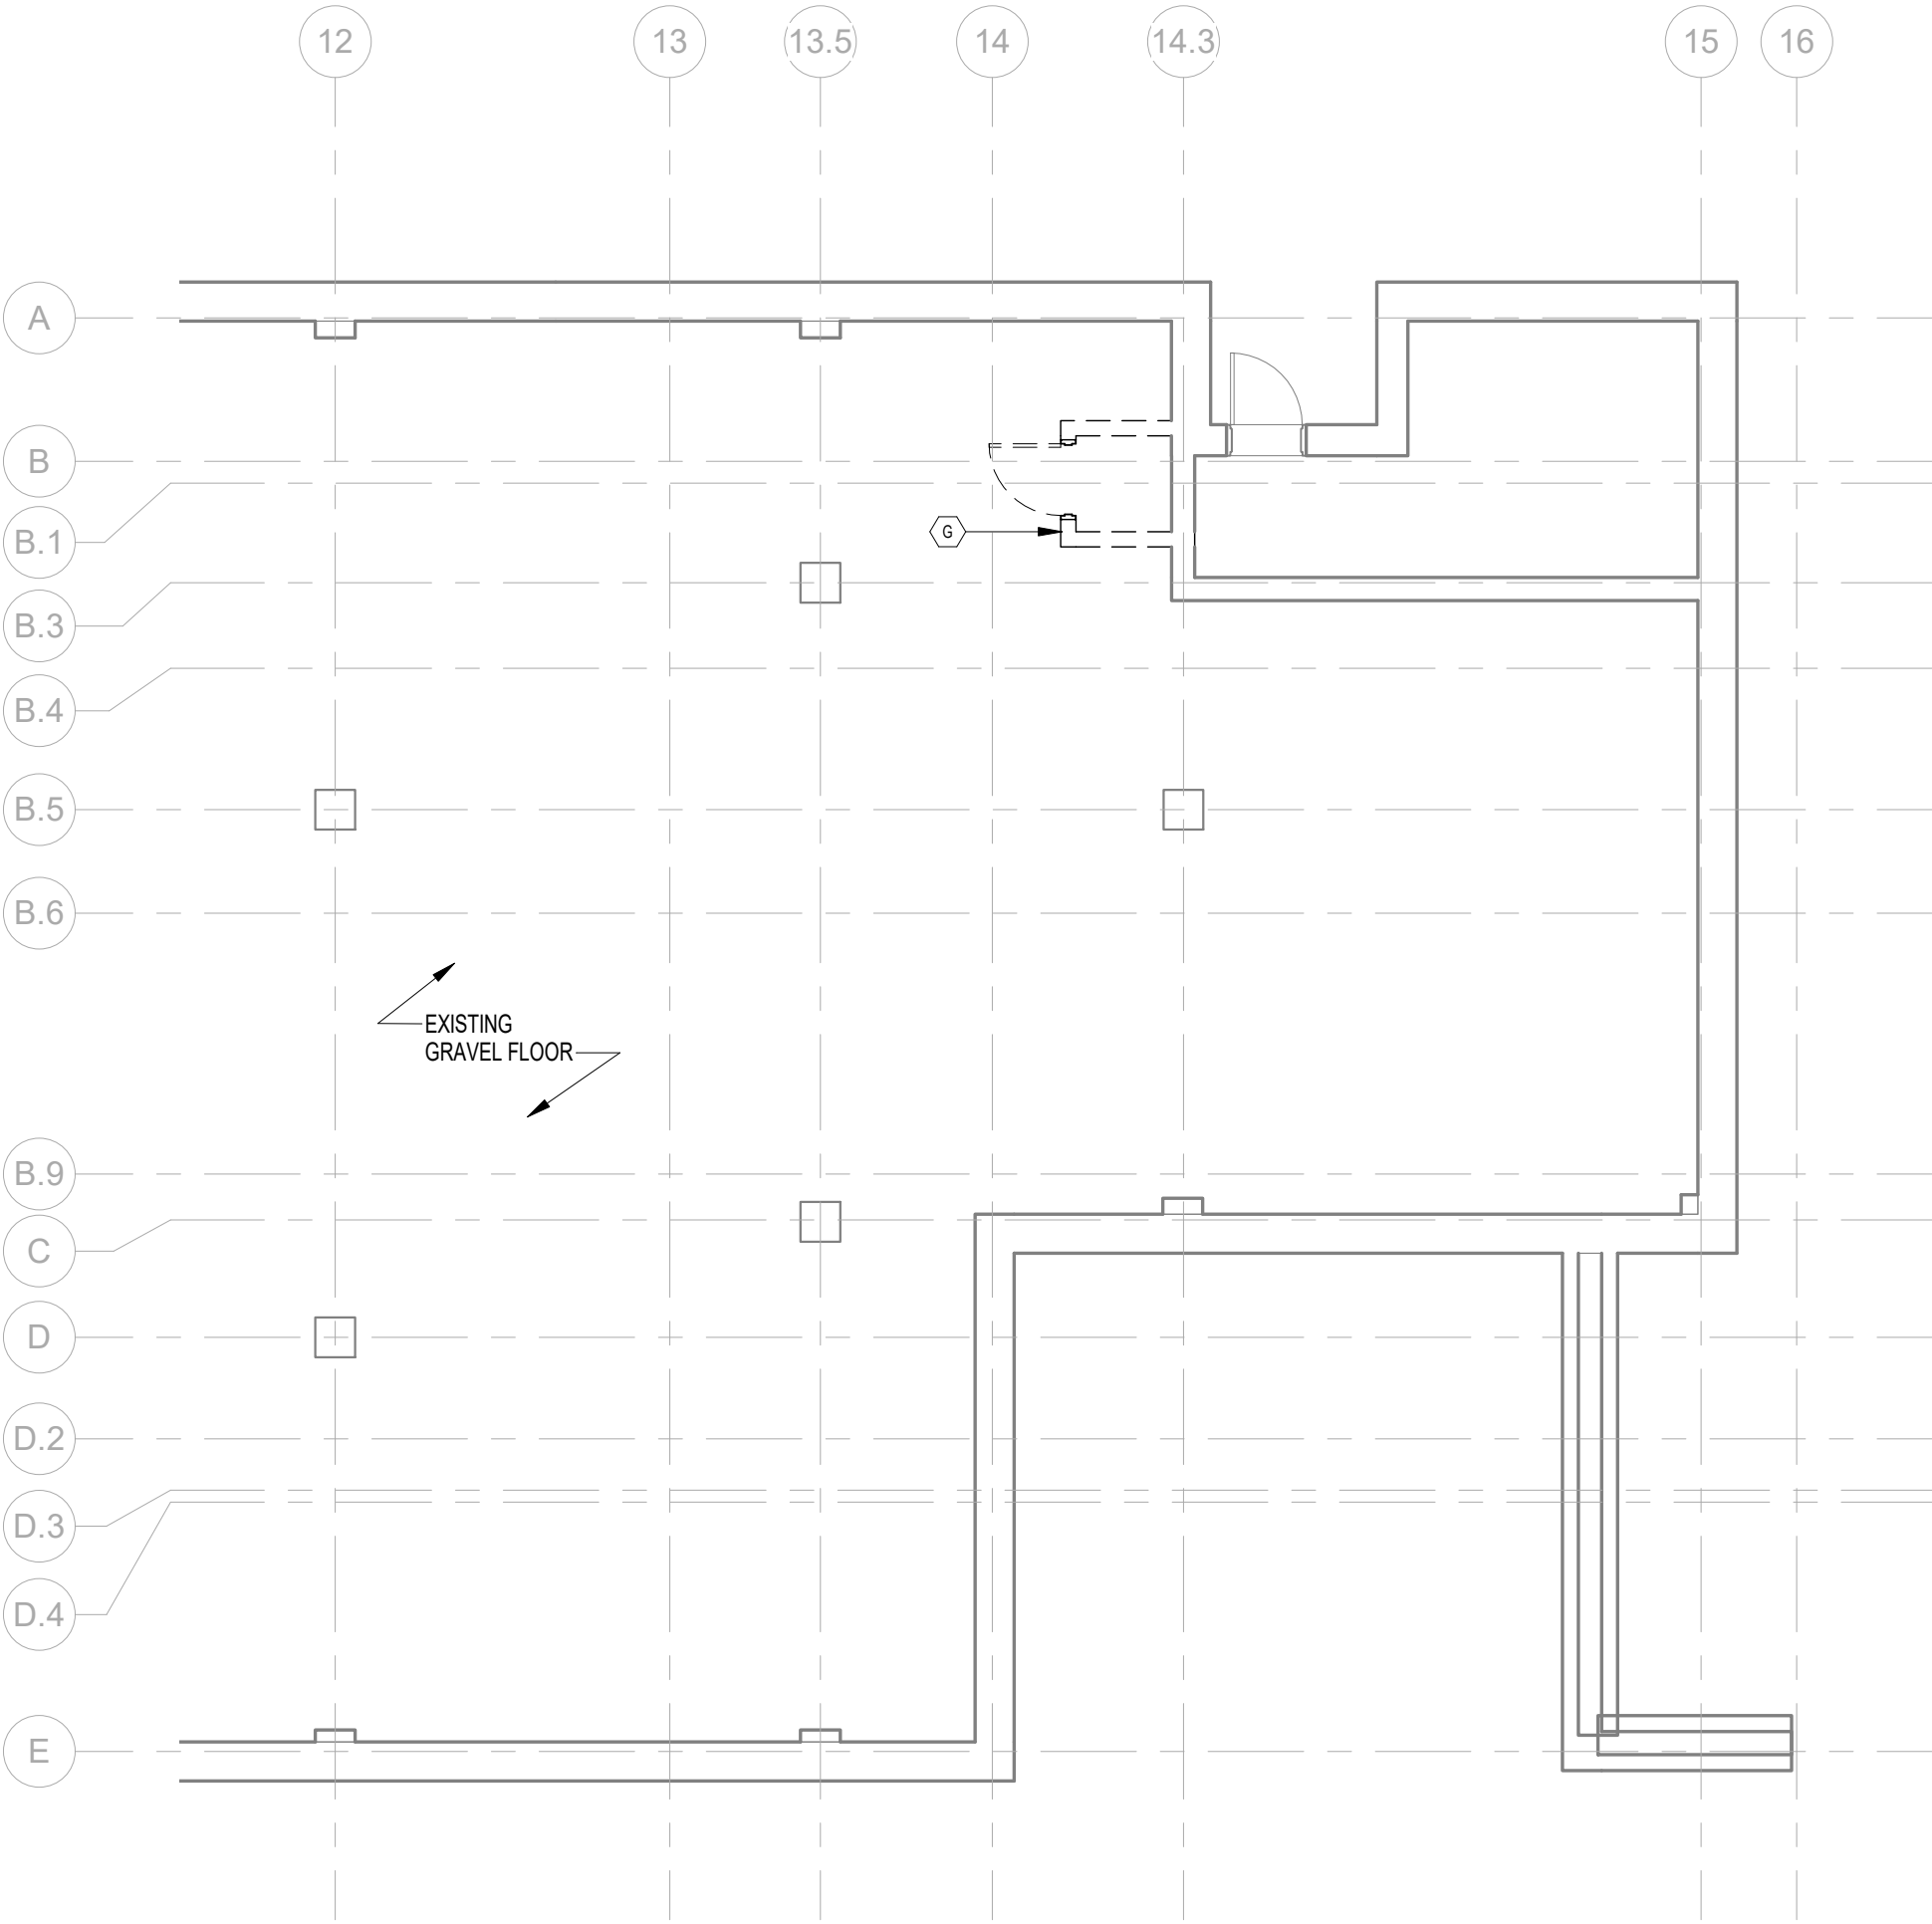 12
13
13.5
14
14.3
15
16
A
B
B.1
G
B.3
B.4
B.5
B.6
EXISTING
GRAVEL FLOOR
B.9
C
D
D.2
D.3
D.4
E